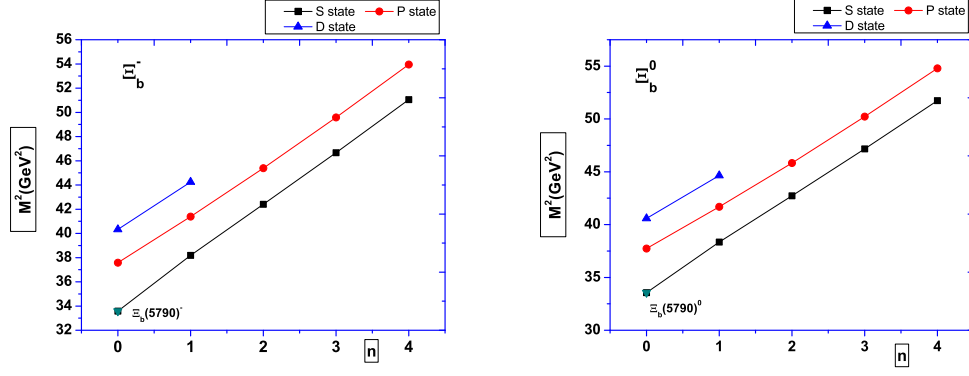 S state P state
D state
[Ξ]b-
M²(GeV²)
56
54
52
50
48
46
44
42
40
38
36
34
32
Ξb(5790)-
0 1 2 3 4
n
S state P state
D state
[Ξ]b0
M²(GeV²)
55
50
45
40
35
30
Ξb(5790)0
0 1 2 3 4
n